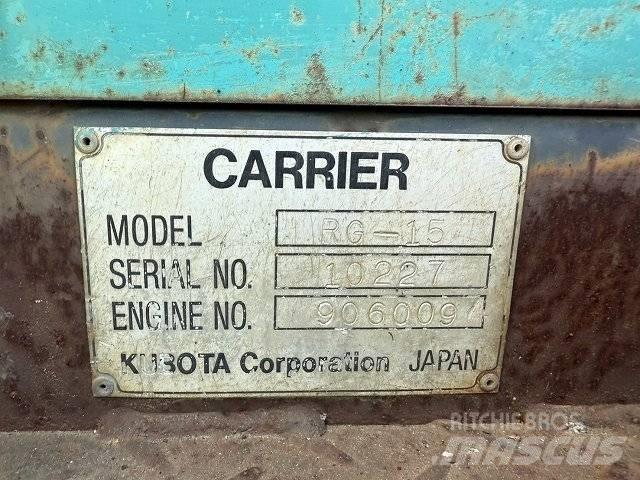 CARRIER
MODEL RG-15
SERIAL NO. 10227
ENGINE NO. 906009
KUBOTA Corporation JAPAN
RITCHIE BROS
MASCUS